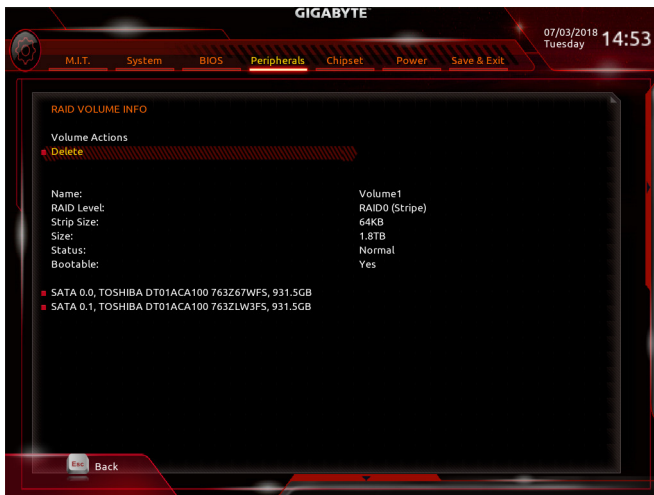 GIGABYTE
07/03/2018 14:53
Tuesday
M.I.T. System BIOS Peripherals Chipset Power Save & Exit
RAID VOLUME INFO
Volume Actions
Delete
Name: Volume1
RAID Level: RAID0 (Stripe)
Strip Size: 64KB
Size: 1.8TB
Status: Normal
Bootable: Yes
SATA 0.0, TOSHIBA DT01ACA100 763Z67WFS, 931.5GB
SATA 0.1, TOSHIBA DT01ACA100 763ZLW3FS, 931.5GB
Esc Back